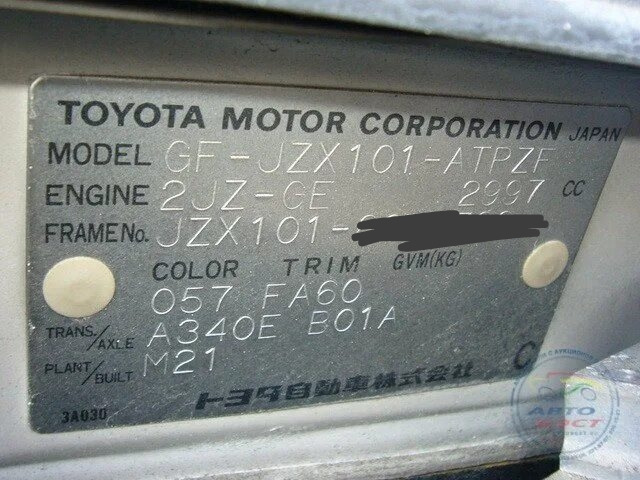 TOYOTA MOTOR CORPORATION JAPAN
MODEL GF-JZX101-ATPZF
ENGINE 2JZ-GE 2997 CC
FRAME No. JZX101-
COLOR TRIM GVM(KG)
057 FA60
TRANS./AXLE A340E B01A
PLANT/BUILT M21
C
トヨタ自動車株式会社
3A030
АВТО